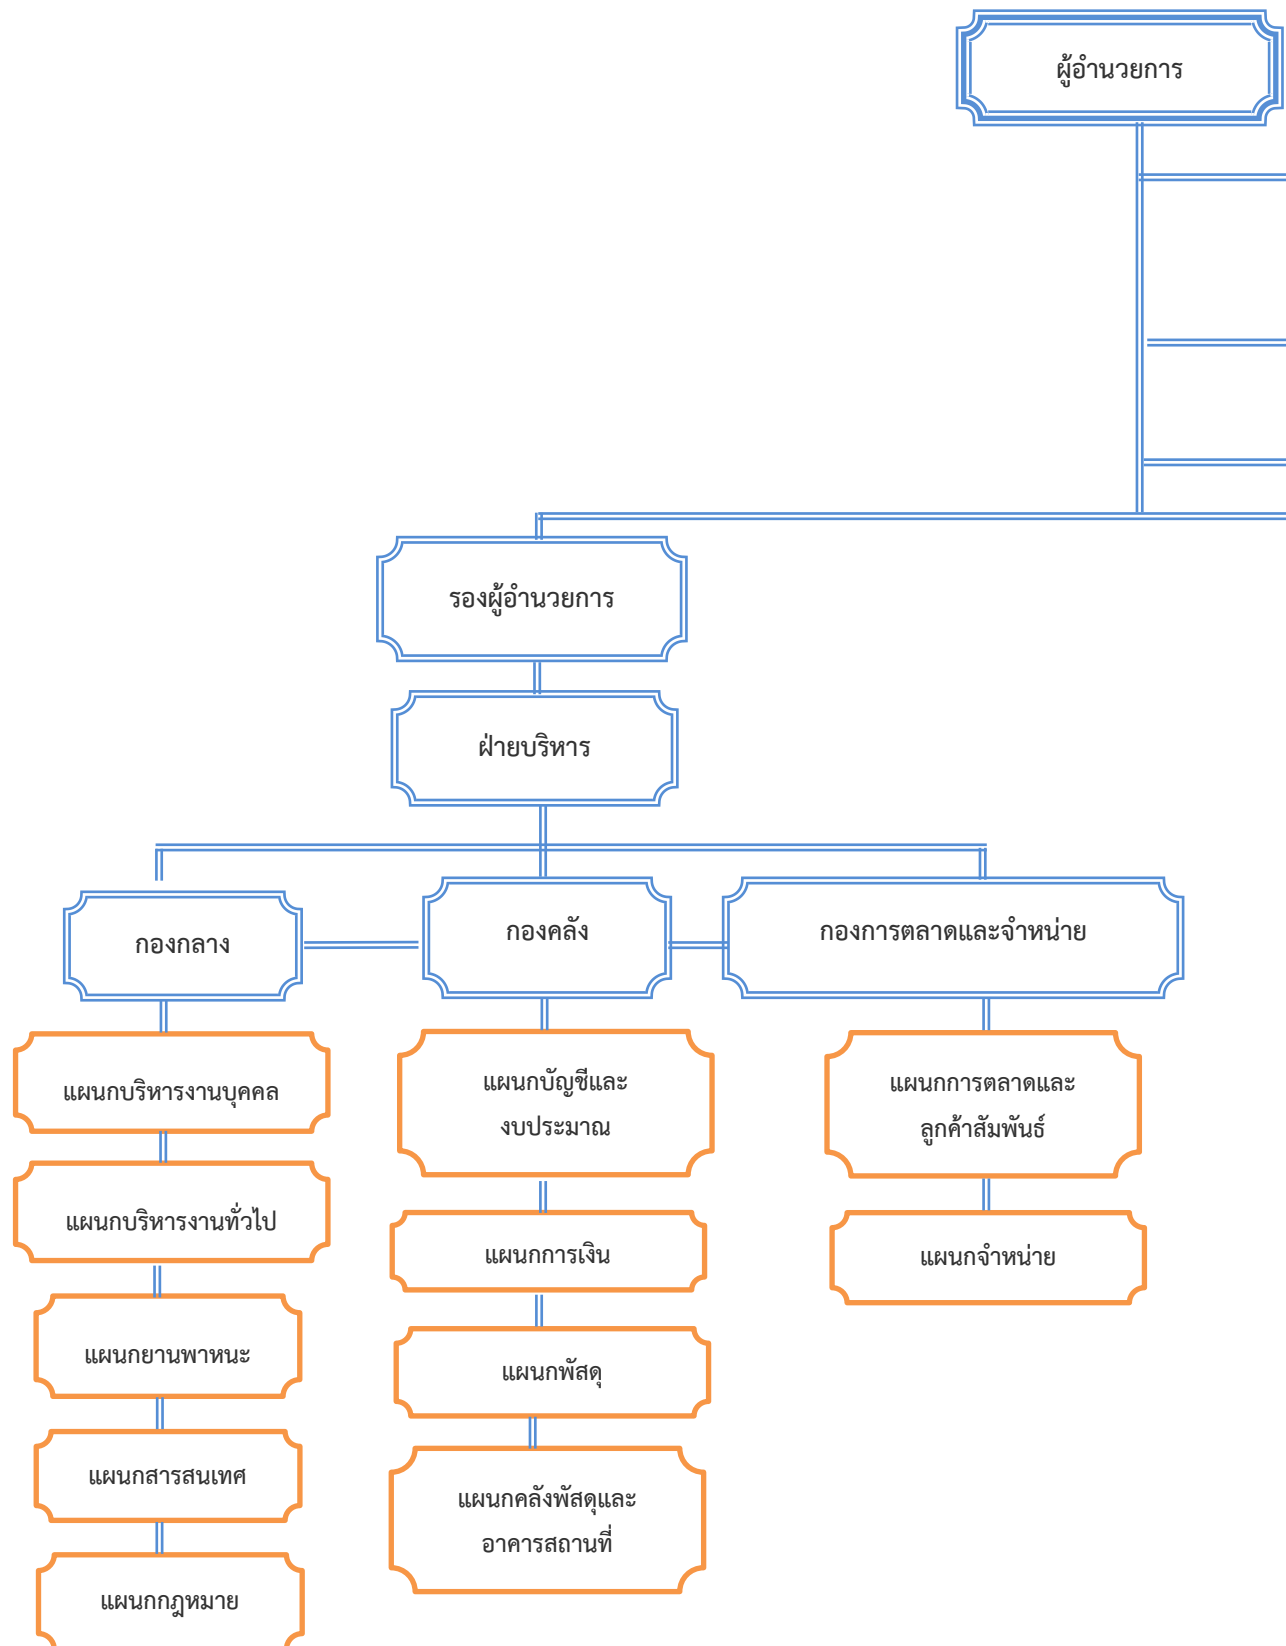 ผู้อำนวยการ
รองผู้อำนวยการ
ฝ่ายบริหาร
กองกลาง
กองคลัง
กองการตลาดและจำหน่าย
แผนกบริหารงานบุคคล
แผนกบริหารงานทั่วไป
แผนกยานพาหนะ
แผนกสารสนเทศ
แผนกกฎหมาย
แผนกบัญชีและ
งบประมาณ
แผนกการเงิน
แผนกพัสดุ
แผนกคลังพัสดุและ
อาคารสถานที่
แผนกการตลาดและ
ลูกค้าสัมพันธ์
แผนกจำหน่าย